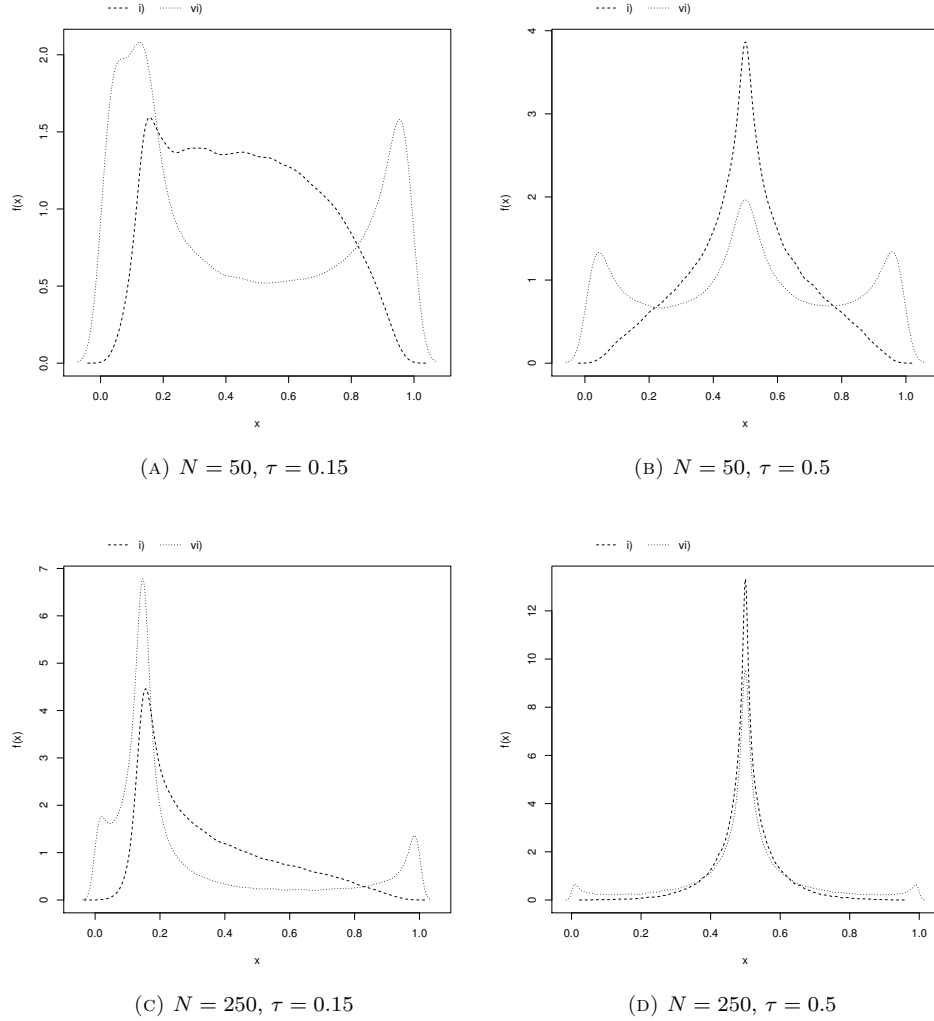 i) vi)
2.0
1.5
1.0
0.5
0.0
f(x)
0.0 0.2 0.4 0.6 0.8 1.0
x
(A) N = 50, τ = 0.15
i) vi)
4
3
2
1
0
f(x)
0.0 0.2 0.4 0.6 0.8 1.0
x
(B) N = 50, τ = 0.5
i) vi)
7
6
5
4
3
2
1
0
f(x)
0.0 0.2 0.4 0.6 0.8 1.0
x
(C) N = 250, τ = 0.15
i) vi)
12
10
8
6
4
2
0
f(x)
0.0 0.2 0.4 0.6 0.8 1.0
x
(D) N = 250, τ = 0.5